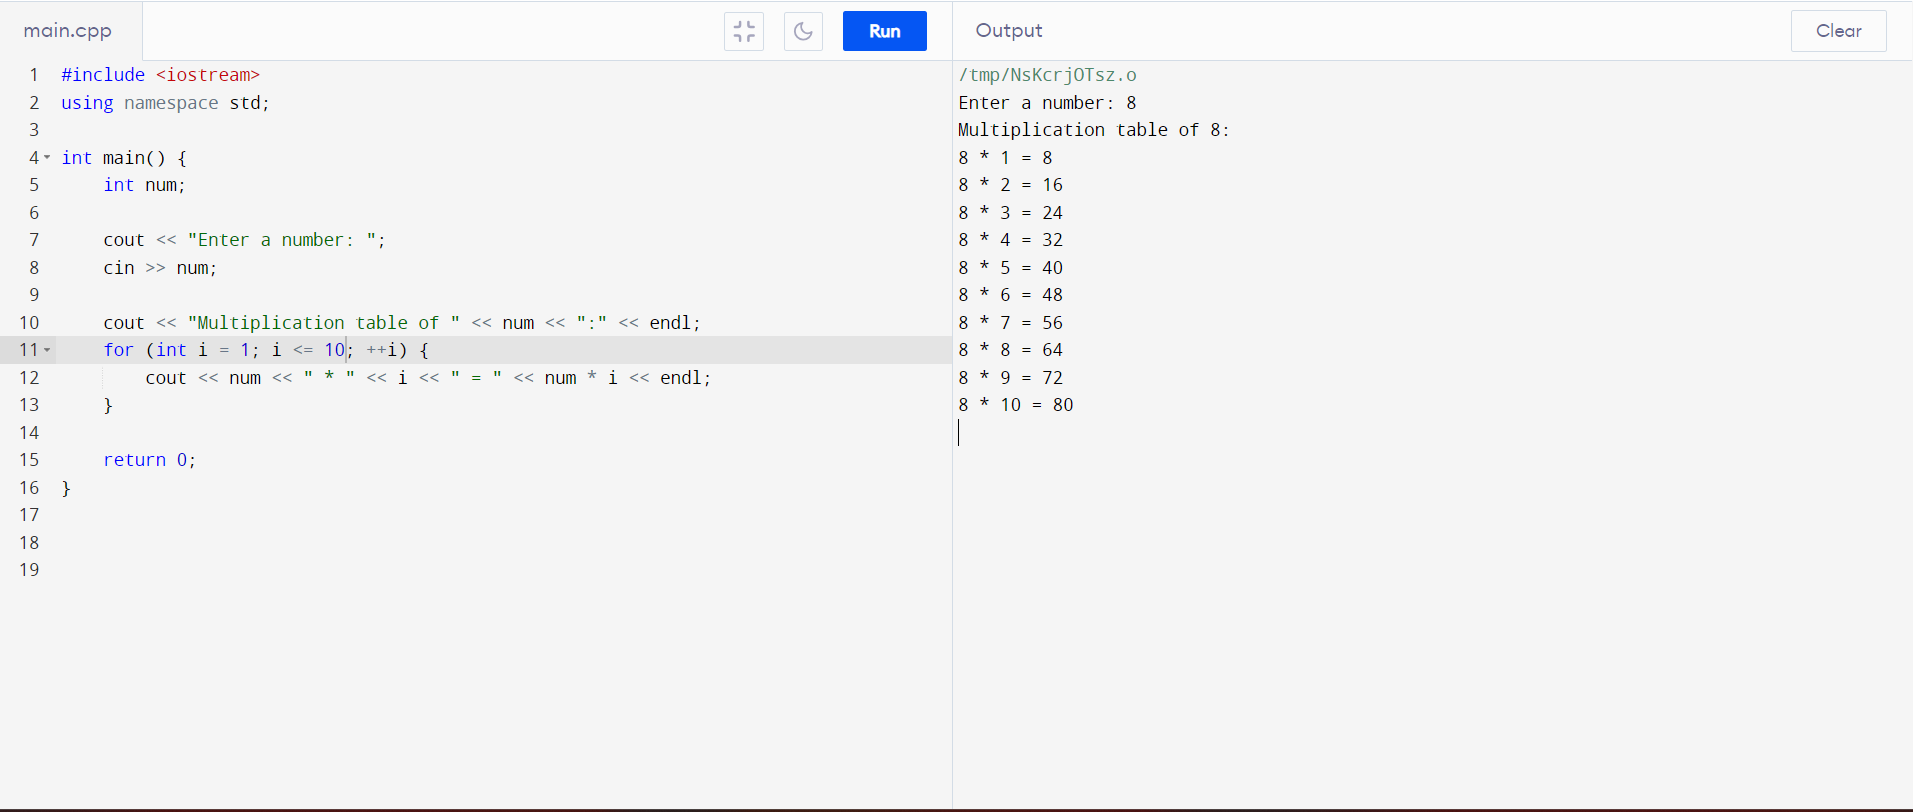 main.cpp
Run
1 #include <iostream>
2 using namespace std;
3
4 int main() {
5     int num;
6
7     cout << "Enter a number: ";
8     cin >> num;
9
10     cout << "Multiplication table of " << num << ":" << endl;
11     for (int i = 1; i <= 10; ++i) {
12         cout << num << " * " << i << " = " << num * i << endl;
13     }
14
15     return 0;
16 }
17
18
19
Output
Clear
/tmp/NsKcrjOTsz.o
Enter a number: 8
Multiplication table of 8:
8 * 1 = 8
8 * 2 = 16
8 * 3 = 24
8 * 4 = 32
8 * 5 = 40
8 * 6 = 48
8 * 7 = 56
8 * 8 = 64
8 * 9 = 72
8 * 10 = 80